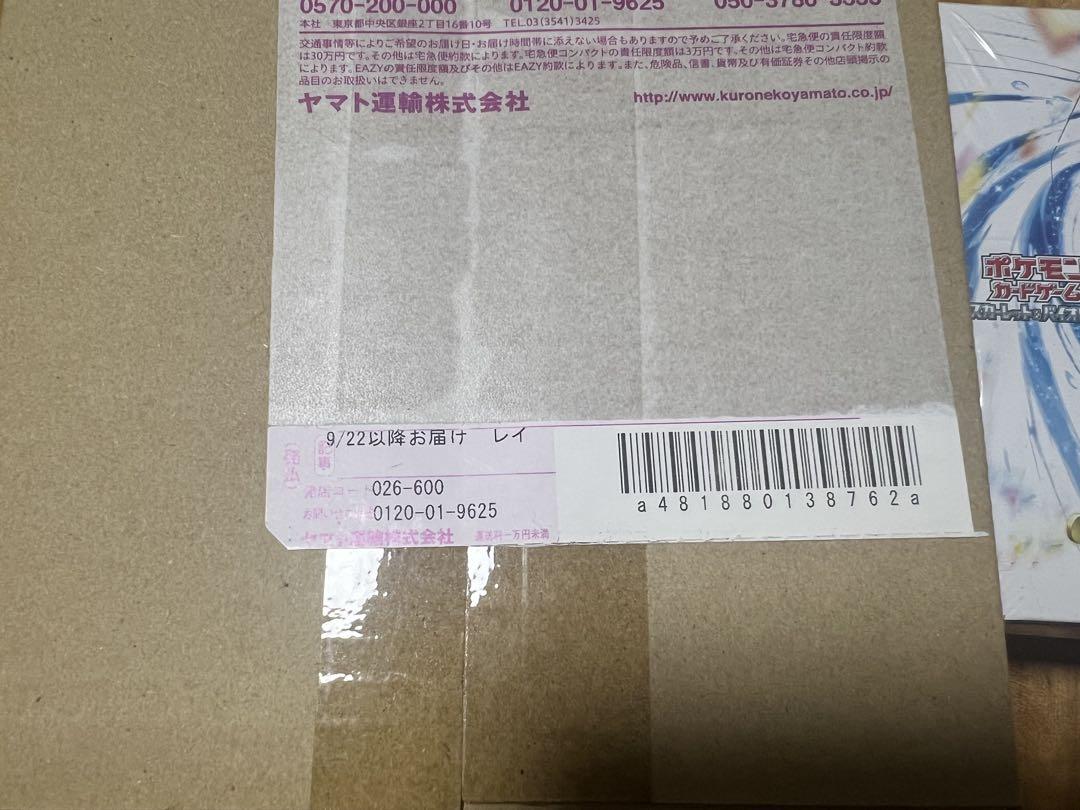 0570-200-000 0120-01-9625 050-3786-3333
本社 東京都中央区銀座2丁目16番10号 TEL.03(3541)3425
交通事情等によりご希望のお届け日・お届け時間帯に添えない場合もありますので予めご了承ください。宅急便の責任限度額
は30万円です。その他は宅急便約款によります。宅急便コンパクトの責任限度額は3万円です。その他は宅急便コンパクト約款
によります。EAZYの責任限度額及びその他はEAZY約款によります。また、危険品、信書、貨幣及び有価証券その他店頭掲示の
品目のお取扱いはできません。
ヤマト運輸株式会社 http://www.kuronekoyamato.co.jp/
ポケモン
カードゲーム
9/22以降お届け レイ
026-600
0120-01-9625
ヤマト運輸株式会社 運送料一万円未満
a481880138762a